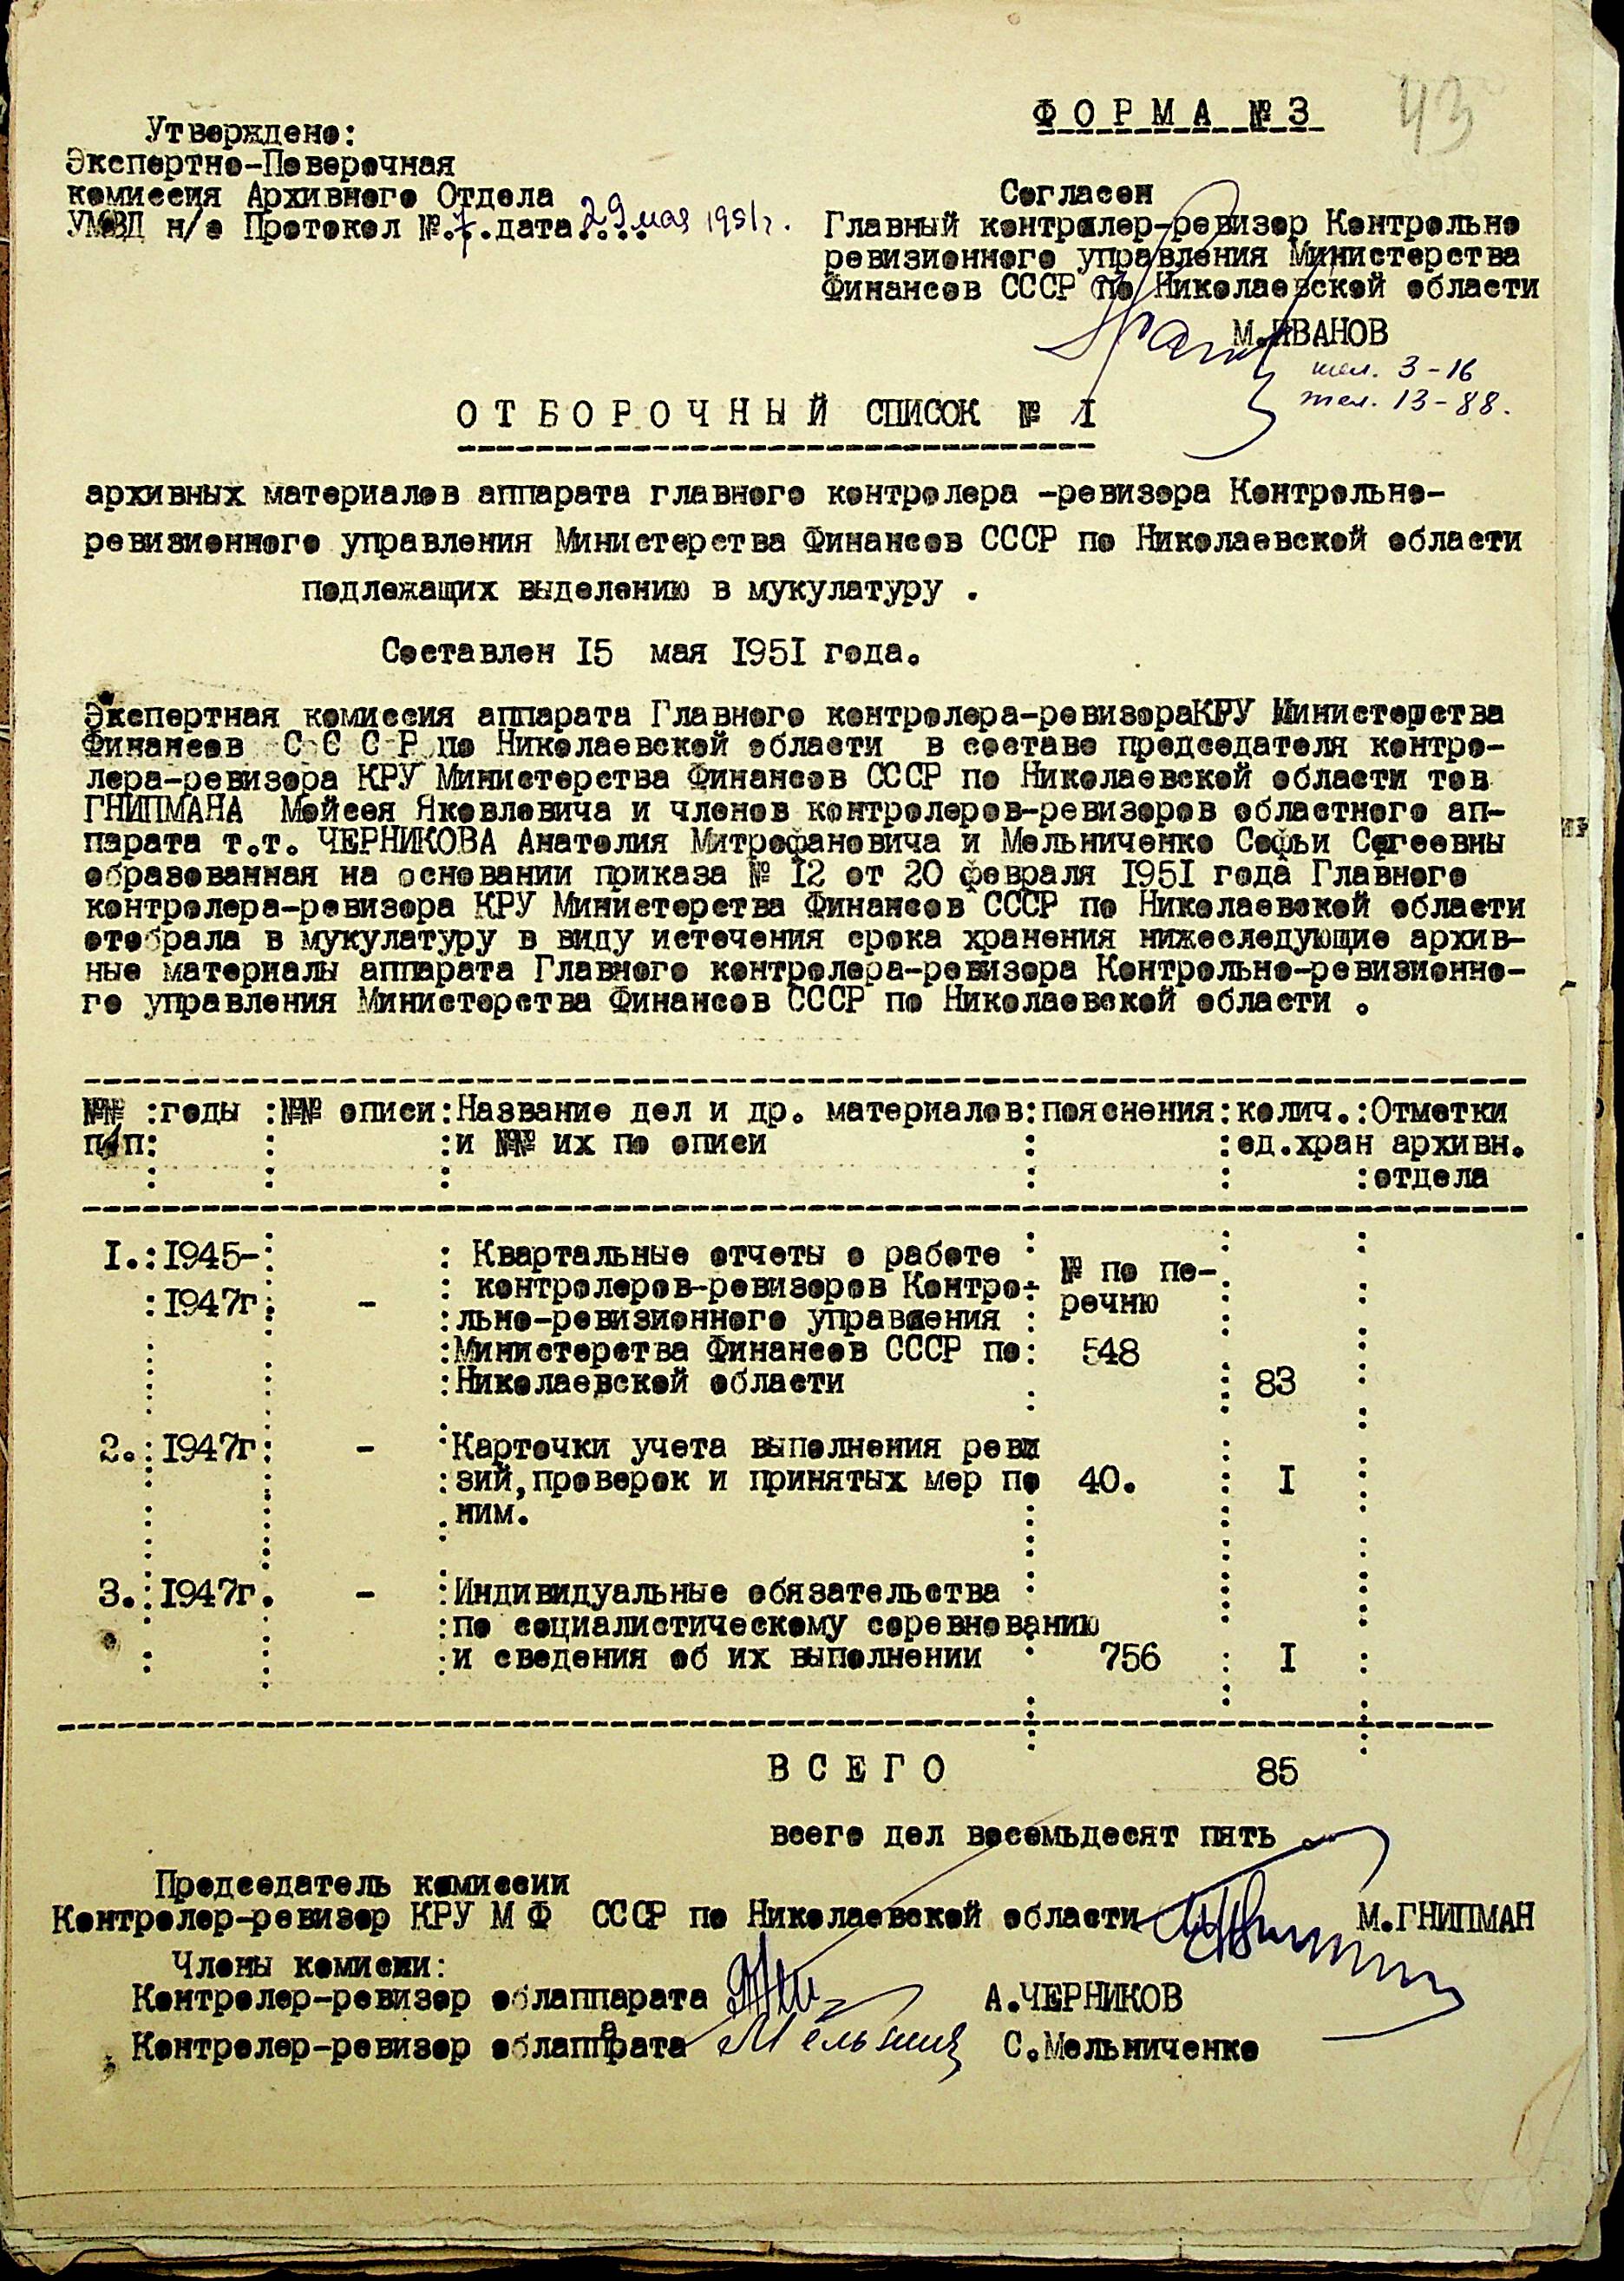 43
ФОРМА № 3
Утверждено:
Экспертно-Поверочная
комиссия Архивного Отдела
УМВД н/о Протокол №.7.дата.29 мая 1951г.
Согласен
Главный контролер-ревизор Контрольно
ревизионного управления Министерства
Финансов СССР по Николаевской области
М.ИВАНОВ
тел. 3-16
тел. 13-88.
ОТБОРОЧНЫЙ СПИСОК № 1
архивных материалов аппарата главного контролера -ревизора Контрольно-
ревизионного управления Министерства Финансов СССР по Николаевской области
подлежащих выделению в мукулатуру .
Составлен I5 мая I95I года.
Экспертная комиссия аппарата Главного контролера-ревизораКРУ Министерства
Финансов С С С Р по Николаевской области в составе председателя контро-
лера-ревизора КРУ Министерства Финансов СССР по Николаевской области тов
ГНИПМАНА Мойсея Яковлевича и членов контролеров-ревизоров областного ап-
парата т.т. ЧЕРНИКОВА Анатолия Митрофановича и Мельниченко Софьи Сергеевны
образованная на основании приказа № I2 от 20 февраля I95I года Главного
контролера-ревизора КРУ Министерства Финансов СССР по Николаевской области
отобрала в мукулатуру в виду истечения срока хранения нижеследующие архив-
ные материалы аппарата Главного контролера-ревизора Контрольно-ревизионно-
го управления Министерства Финансов СССР по Николаевской области .
№№ :годы :№№ описи:Название дел и др. материалов:пояснения:колич.:Отметки
п/п: : :и №№ их по описи : :ед.хран архивн.
: : : : : :отдела
I.:I945-: : Квартальные отчеты о работе : № по пе-
:I947г: - : контролеров-ревизоров Контро- : речню
:льно-ревизионного управления :
:Министерства Финансов СССР по: 548
:Николаевской области : 83
2.:I947г: - :Карточки учета выполнения реви
:зий,проверок и принятых мер по 40. : I :
:ним.
3.:I947г. - :Индивидуальные обязательства :
:по социалистическому соревнованию
:и сведения об их выполнении : 756 : I :
ВСЕГО 85
всего дел восемьдесят пять
Председатель комиссии
Контролер-ревизор КРУ М Ф СССР по Николаевской области М.ГНИПМАН
Члены комисии:
Контролер-ревизор облаппарата А.ЧЕРНИКОВ
Контролер-ревизор облаппарата Мельнич С.Мельниченко